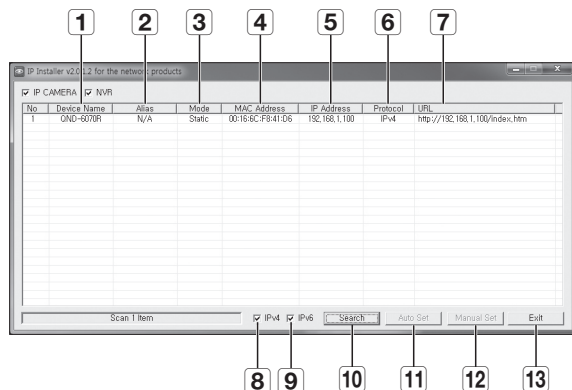 1 2 3 4 5 6 7
IP Installer v2.0.1.2 for the network products
IP CAMERA NVR
No Device Name Alias Mode MAC Address IP Address Protocol URL
1 QND-6070R N/A Static 00:16:6C:F8:41:D6 192,168,1,100 IPv4 http://192,168,1,100/index,htm
Scan 1 Item IPv4 IPv6 Search Auto Set Manual Set Exit
8 9 10 11 12 13